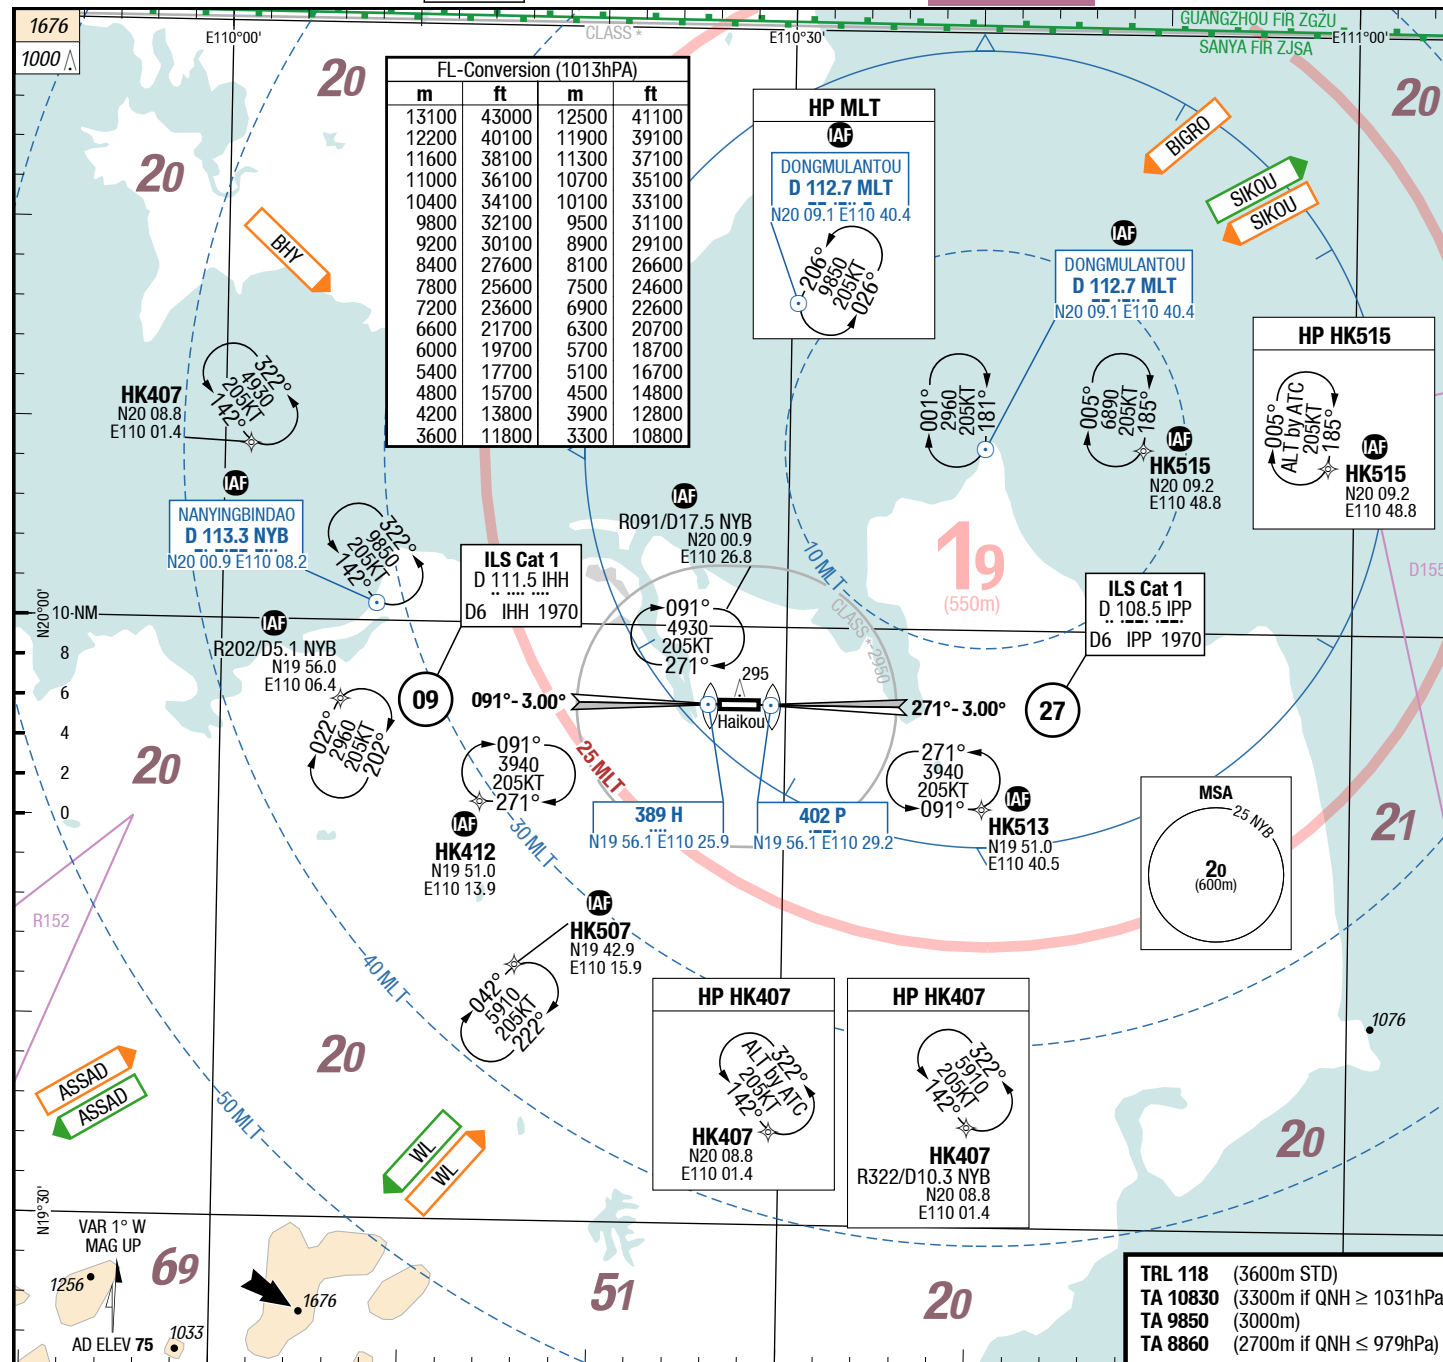 1676
1000
E110°00'
CLASS *
E110°30'
GUANGZHOU FIR ZGZU
SANYA FIR ZJSA
E111°00'
20
20
20
FL-Conversion (1013hPA)
m ft m ft
13100 43000 12500 41100
12200 40100 11900 39100
11600 38100 11300 37100
11000 36100 10700 35100
10400 34100 10100 33100
9800 32100 9500 31100
9200 30100 8900 29100
8400 27600 8100 26600
7800 25600 7500 24600
7200 23600 6900 22600
6600 21700 6300 20700
6000 19700 5700 18700
5400 17700 5100 16700
4800 15700 4500 14800
4200 13800 3900 12800
3600 11800 3300 10800
HP MLT
IAF
DONGMULANTOU
D 112.7 MLT
N20 09.1 E110 40.4
206°
9850
205KT
026°
BIGRO
SIKOU
SIKOU
BHY
IAF
DONGMULANTOU
D 112.7 MLT
N20 09.1 E110 40.4
HP HK515
005°
ALT by ATC
205KT
185°
IAF
HK515
N20 09.2
E110 48.8
HK407
N20 08.8
E110 01.4
322°
4930
205KT
142°
001°
2960
205KT
181°
005°
6890
205KT
185°
IAF
HK515
N20 09.2
E110 48.8
IAF
NANYINGBINDAO
D 113.3 NYB
N20 00.9 E110 08.2
322°
9850
205KT
142°
IAF
R091/D17.5 NYB
N20 00.9
E110 26.8
ILS Cat 1
D 111.5 IHH
D6 IHH 1970
10 MLT
19
(550m)
D155
ILS Cat 1
D 108.5 IPP
D6 IPP 1970
CLASS *-2950
N20°00'
10-NM
8
6
4
2
0
IAF
R202/D5.1 NYB
N19 56.0
E110 06.4
022°
2960
205KT
202°
091°
4930
205KT
271°
09
091°- 3.00°
295
Haikou
271°- 3.00°
27
20
25 MLT
091°
3940
205KT
271°
IAF
HK412
N19 51.0
E110 13.9
30 MLT
389 H
N19 56.1 E110 25.9
402 P
N19 56.1 E110 29.2
271°
3940
205KT
091°
IAF
HK513
N19 51.0
E110 40.5
MSA
25 NYB
20
(600m)
21
R152
IAF
HK507
N19 42.9
E110 15.9
042°
5910
205KT
222°
40 MLT
HP HK407
322°
ALT by ATC
205KT
142°
HK407
N20 08.8
E110 01.4
HP HK407
322°
5910
205KT
142°
HK407
R322/D10.3 NYB
N20 08.8
E110 01.4
1076
ASSAD
ASSAD
20
50 MLT
WL
WL
20
N19°30'
VAR 1° W
MAG UP
1256
69
1676
1033
AD ELEV 75
51
20
TRL 118 (3600m STD)
TA 10830 (3300m if QNH ≥ 1031hPa
TA 9850 (3000m)
TA 8860 (2700m if QNH ≤ 979hPa)